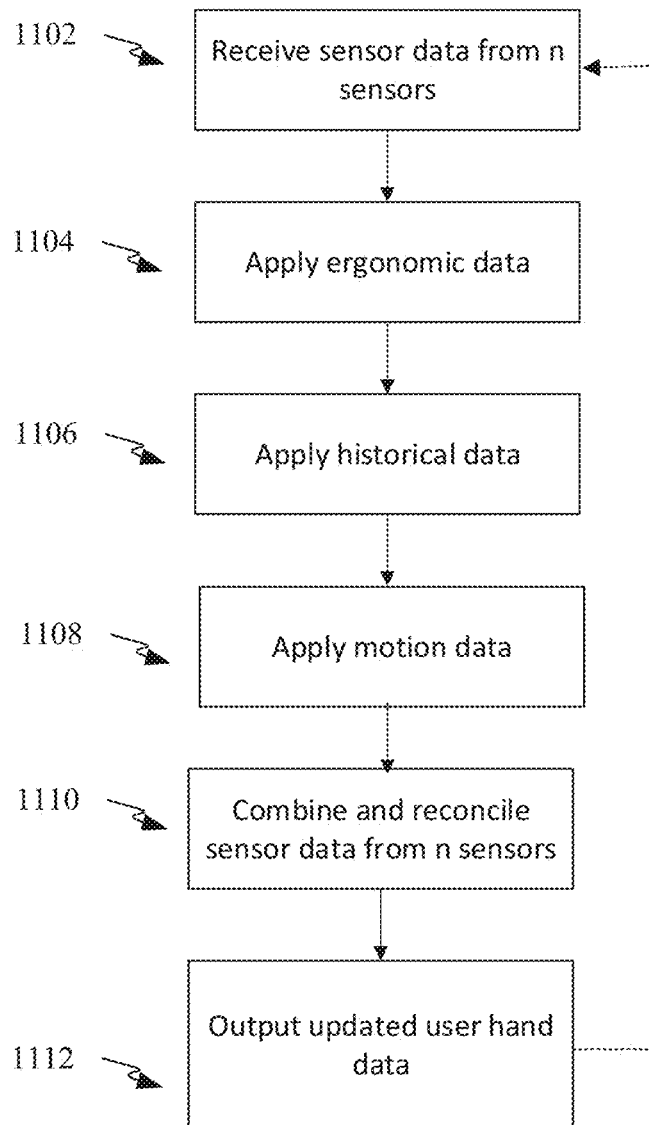 1102
Receive sensor data from n
sensors
1104
Apply ergonomic data
1106
Apply historical data
1108
Apply motion data
1110
Combine and reconcile
sensor data from n sensors
1112
Output updated user hand
data